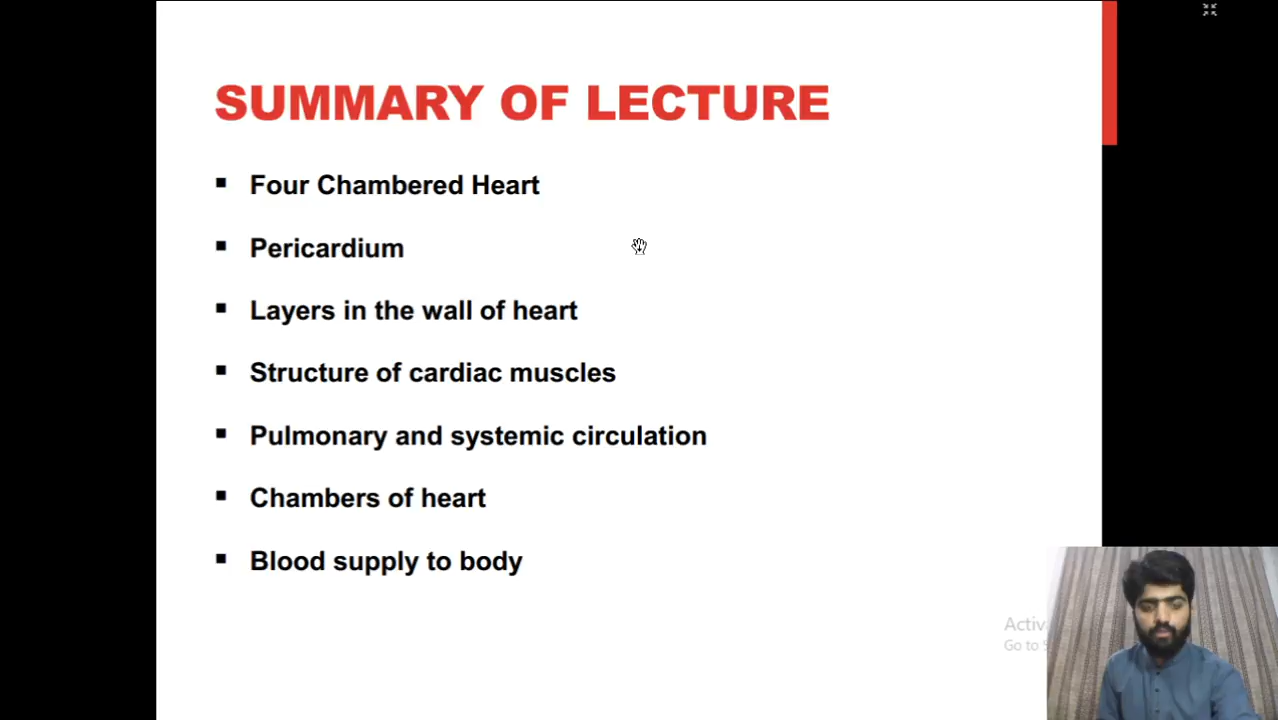 SUMMARY OF LECTURE
▪ Four Chambered Heart
▪ Pericardium
▪ Layers in the wall of heart
▪ Structure of cardiac muscles
▪ Pulmonary and systemic circulation
▪ Chambers of heart
▪ Blood supply to body
Go to